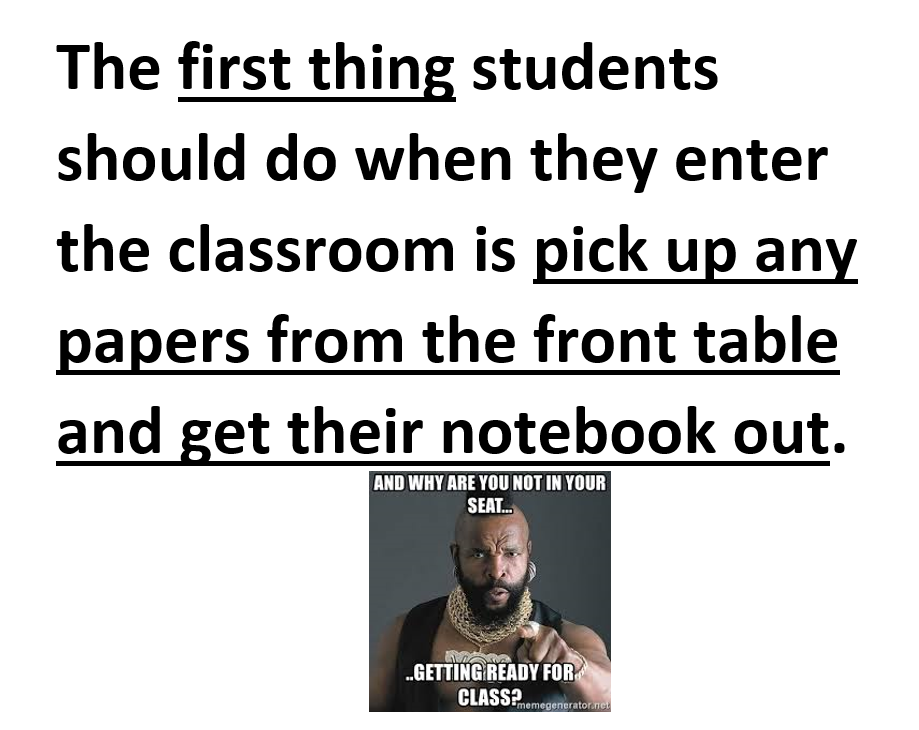 The first thing students
should do when they enter
the classroom is pick up any
papers from the front table
and get their notebook out.
AND WHY ARE YOU NOT IN YOUR
SEAT...
..GETTING READY FOR
CLASS?
memegenerator.net